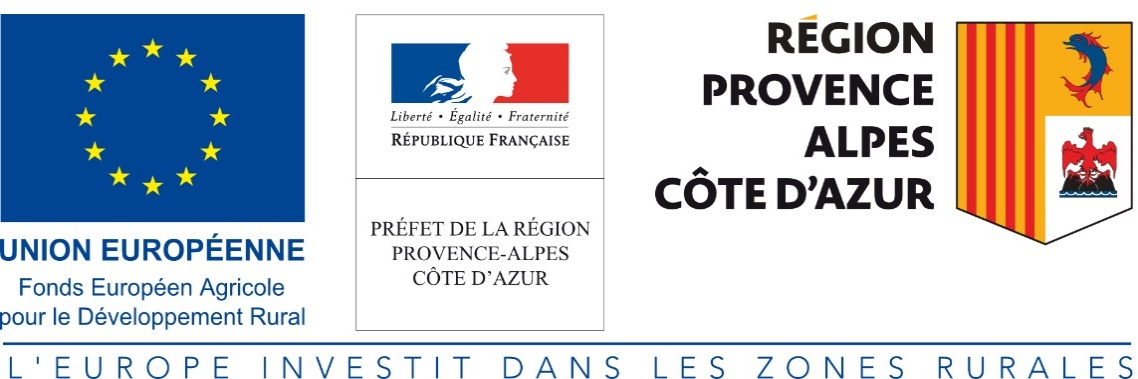 UNION EUROPÉENNE
Fonds Européen Agricole
pour le Développement Rural
Liberté • Égalité • Fraternité
RÉPUBLIQUE FRANÇAISE
PRÉFET DE LA RÉGION
PROVENCE-ALPES
CÔTE D'AZUR
RÉGION
PROVENCE
ALPES
CÔTE D'AZUR
L'EUROPE INVESTIT DANS LES ZONES RURALES